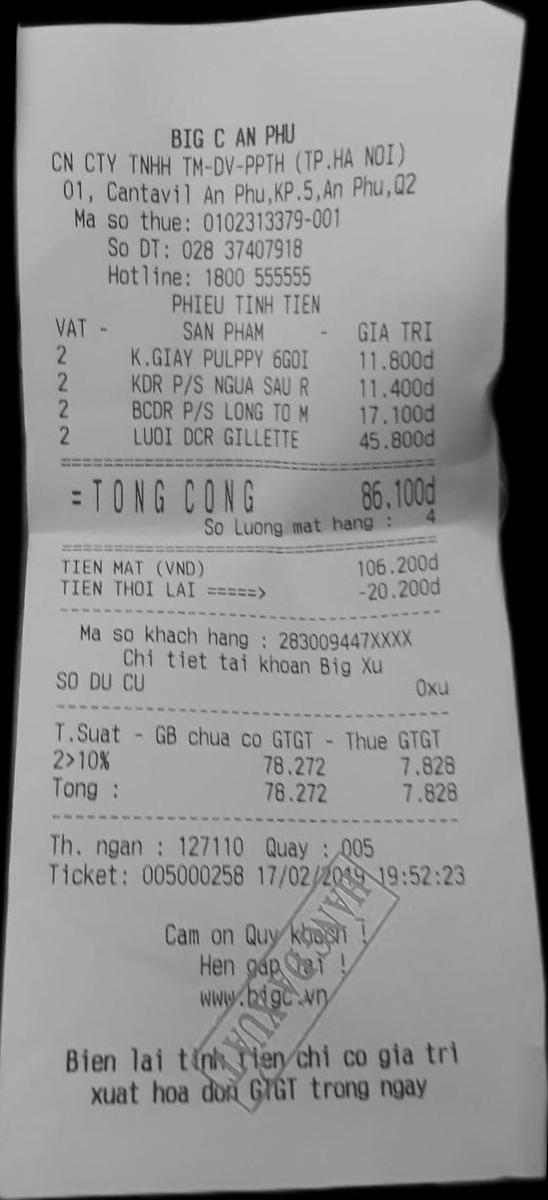 BIG C AN PHU
CN CTY TNHH TM-DV-PPTH (TP.HA NOI)
01, Cantavil An Phu,KP.5,An Phu,Q2
Ma so thue: 0102313379-001
So DT: 028 37407918
Hotline: 1800 555555
PHIEU TINH TIEN
VAT - SAN PHAM - GIA TRI
2 K.GIAY PULPPY 6GOI 11.800d
2 KDR P/S NGUA SAU R 11.400d
2 BCDR P/S LONG TO M 17.100d
2 LUOI DCR GILLETTE 45.800d
=TONG CONG 86.100d
So Luong mat hang : 4
TIEN MAT (VND) 106.200d
TIEN THOI LAI =====> -20.200d
Ma so khach hang : 283009447XXXX
Chi tiet tai khoan Big Xu
SO DU CU 0xu
T.Suat - GB chua co GTGT - Thue GTGT
2>10% 78.272 7.828
Tong : 78.272 7.828
Th. ngan : 127110 Quay : 005
Ticket: 005000258 17/02/2019 19:52:23
HANG DA XUAT
Cam on Quy khach !
Hen gap lai !
www.bigc.vn
Bien lai tinh tien chi co gia tri
xuat hoa don GTGT trong ngay